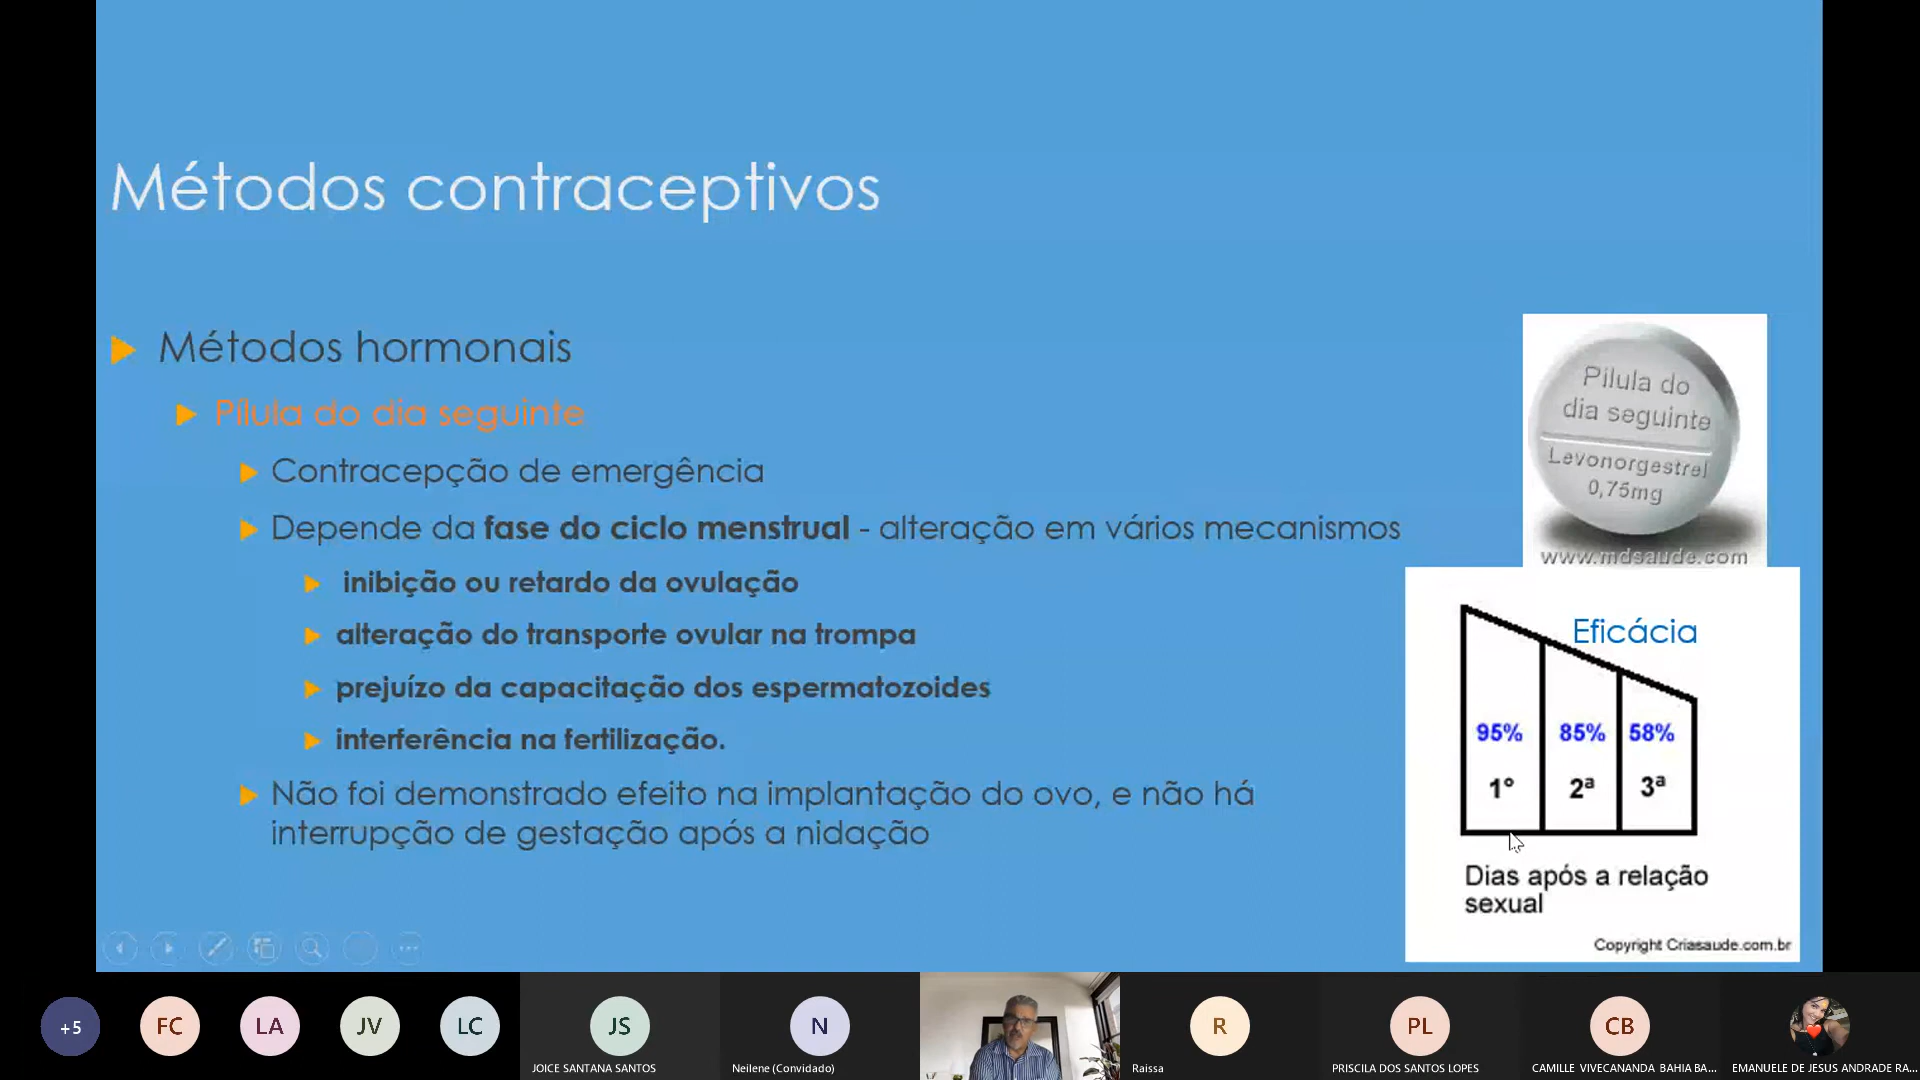 Métodos contraceptivos
Métodos hormonais
Pílula do dia seguinte
Contracepção de emergência
Depende da fase do ciclo menstrual - alteração em vários mecanismos
inibição ou retardo da ovulação
alteração do transporte ovular na trompa
prejuízo da capacitação dos espermatozoides
interferência na fertilização.
Não foi demonstrado efeito na implantação do ovo, e não há
interrupção de gestação após a nidação
Pilula do
dia seguinte
Levonorgestrel
0,75mg
www.mdsaude.com
Eficácia
95% 85% 58%
1° 2ª 3ª
Dias após a relação
sexual
Copyright Criasaude.com.br
+5 FC LA JV LC JS N R PL CB
JOICE SANTANA SANTOS Neilene (Convidado) Raissa PRISCILA DOS SANTOS LOPES CAMILLE VIVECANANDA BAHIA BA... EMANUELE DE JESUS ANDRADE RA...